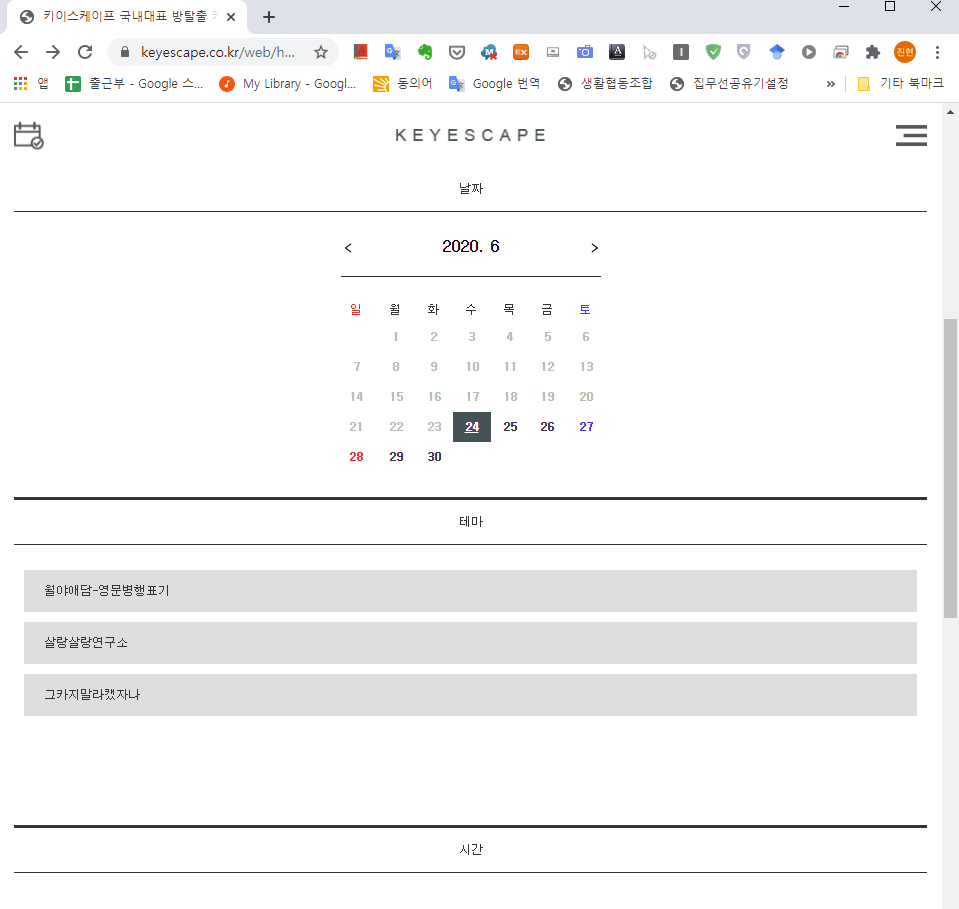 키이스케이프 국내대표 방탈출
keyescape.co.kr/web/h...
EX
A
I
진현
앱
출근부 - Google 스...
My Library - Googl...
동의어
Google 번역
생활협동조합
집무선공유기설정
»
기타 북마크
KEYESCAPE
날짜
< 2020. 6 >
일 월 화 수 목 금 토
1 2 3 4 5 6
7 8 9 10 11 12 13
14 15 16 17 18 19 20
21 22 23 24 25 26 27
28 29 30
테마
월야애담-영문병행표기
살랑살랑연구소
그카지말라캤자나
시간